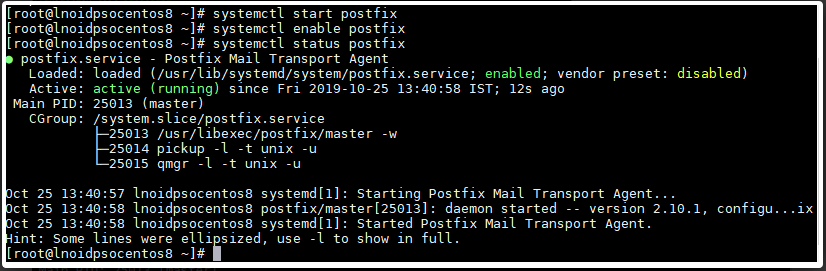 [root@lnoidpsocentos8 ~]# systemctl start postfix
[root@lnoidpsocentos8 ~]# systemctl enable postfix
[root@lnoidpsocentos8 ~]# systemctl status postfix
● postfix.service - Postfix Mail Transport Agent
   Loaded: loaded (/usr/lib/systemd/system/postfix.service; enabled; vendor preset: disabled)
   Active: active (running) since Fri 2019-10-25 13:40:58 IST; 12s ago
 Main PID: 25013 (master)
   CGroup: /system.slice/postfix.service
           ├─25013 /usr/libexec/postfix/master -w
           ├─25014 pickup -l -t unix -u
           └─25015 qmgr -l -t unix -u

Oct 25 13:40:57 lnoidpsocentos8 systemd[1]: Starting Postfix Mail Transport Agent...
Oct 25 13:40:58 lnoidpsocentos8 postfix/master[25013]: daemon started -- version 2.10.1, configu...ix
Oct 25 13:40:58 lnoidpsocentos8 systemd[1]: Started Postfix Mail Transport Agent.
Hint: Some lines were ellipsized, use -l to show in full.
[root@lnoidpsocentos8 ~]#